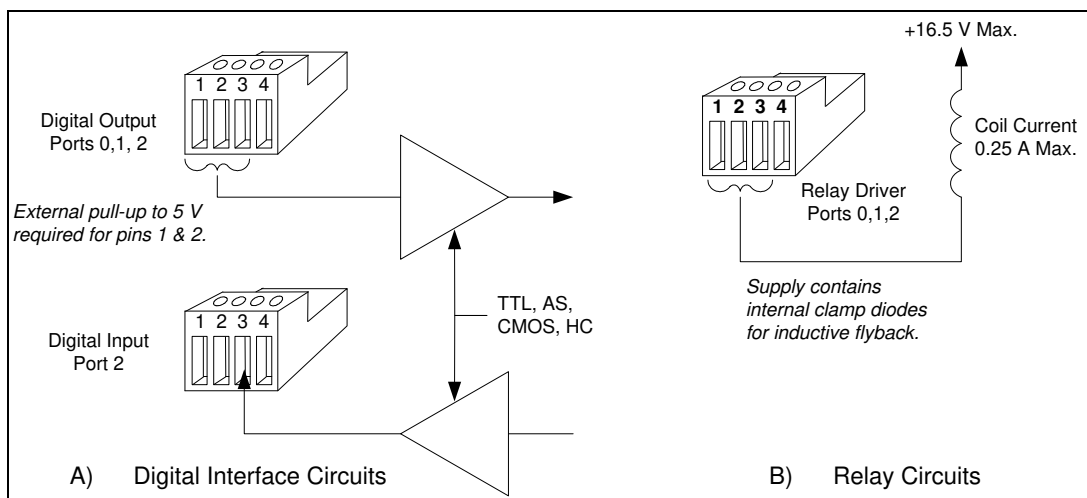 1 2 3 4
Digital Output
Ports 0,1, 2
External pull-up to 5 V
required for pins 1 & 2.
1 2 3 4
Digital Input
Port 2
TTL, AS,
CMOS, HC
A) Digital Interface Circuits
+16.5 V Max.
1 2 3 4
Coil Current
0.25 A Max.
Relay Driver
Ports 0,1,2
Supply contains
internal clamp diodes
for inductive flyback.
B) Relay Circuits